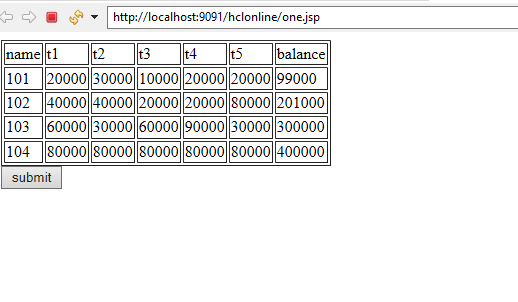 http://localhost:9091/hclonline/one.jsp
name t1 t2 t3 t4 t5 balance
101 20000 30000 10000 20000 20000 99000
102 40000 40000 20000 20000 80000 201000
103 60000 30000 60000 90000 30000 300000
104 80000 80000 80000 80000 80000 400000
submit